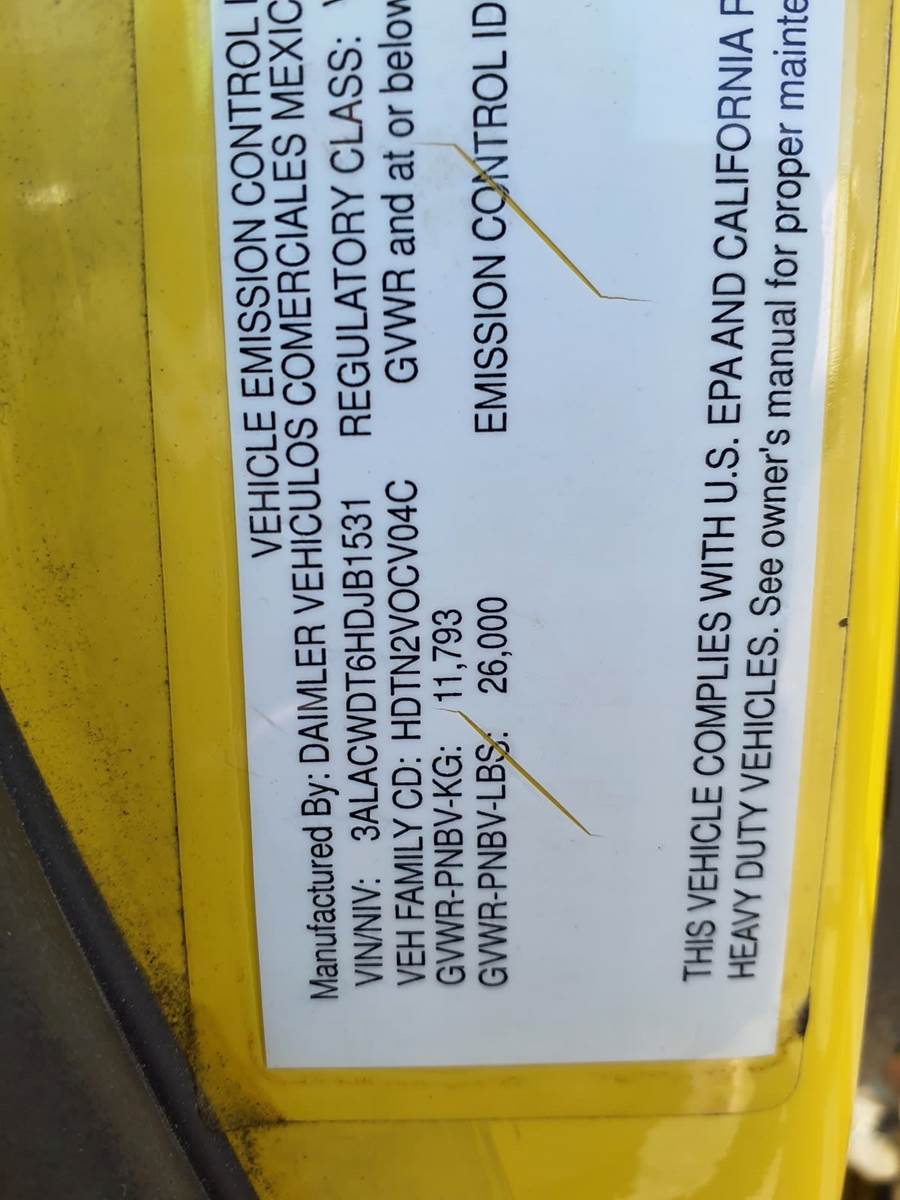 VEHICLE EMISSION CONTROL
Manufactured By: DAIMLER VEHICULOS COMERCIALES MEXIC
VIN/NIV: 3ALACWDT6HDJB1531 REGULATORY CLASS:
VEH FAMILY CD: HDTN2VOCV04C GVWR and at or below
GVWR-PNBV-KG: 11,793
GVWR-PNBV-LBS: 26,000 EMISSION CONTROL ID
THIS VEHICLE COMPLIES WITH U.S. EPA AND CALIFORNIA
HEAVY DUTY VEHICLES. See owner's manual for proper mainte